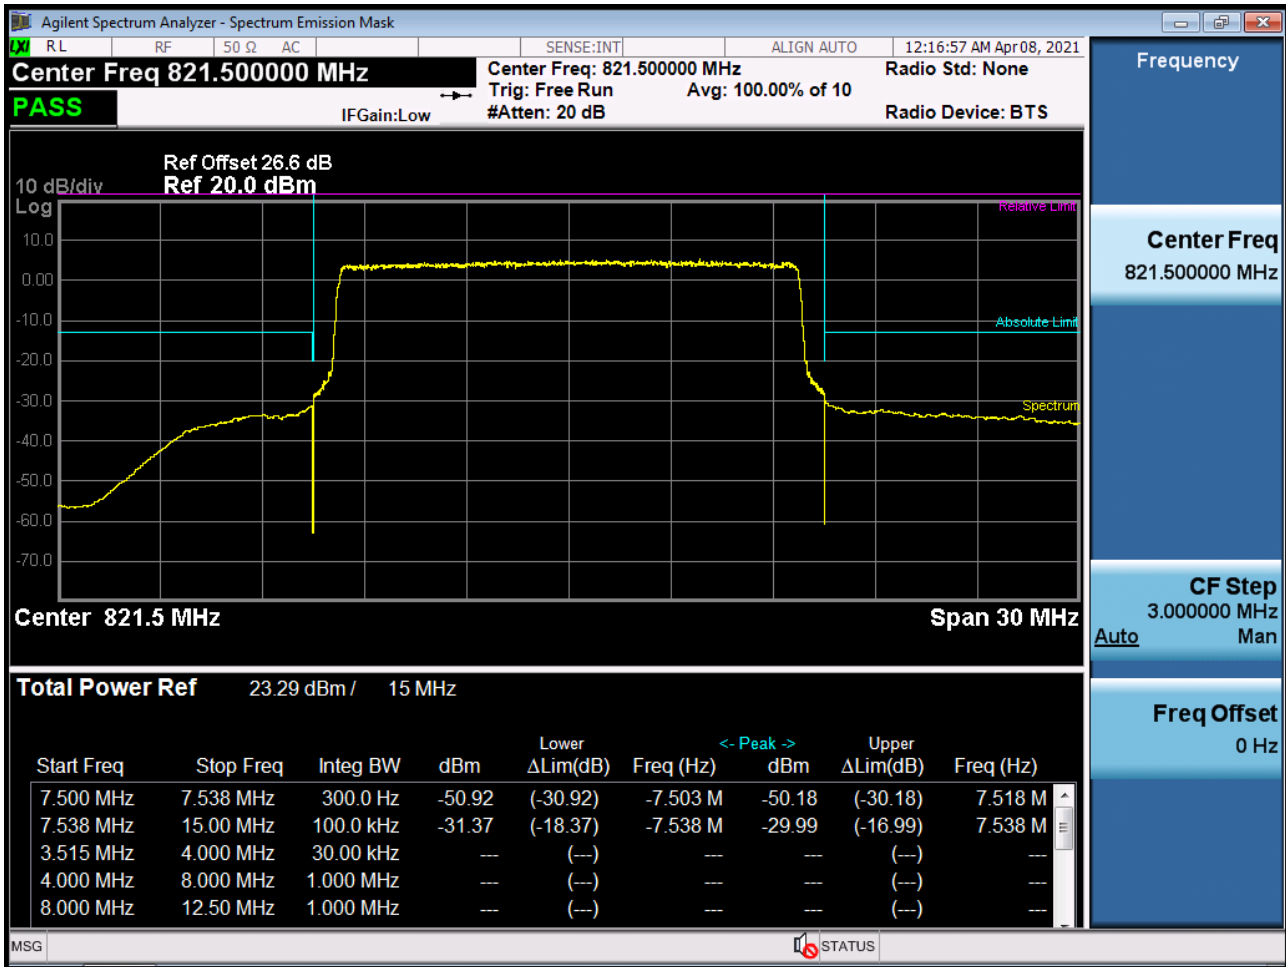 Agilent Spectrum Analyzer - Spectrum Emission Mask
LXI RL RF 50 Ω AC SENSE:INT ALIGN AUTO 12:16:57 AM Apr 08, 2021
Center Freq 821.500000 MHz
Center Freq: 821.500000 MHz
Radio Std: None
Trig: Free Run
Avg: 100.00% of 10
PASS
IFGain:Low
#Atten: 20 dB
Radio Device: BTS
Ref Offset 26.6 dB
10 dB/div
Ref 20.0 dBm
Log
Relative Limit
10.0
0.00
-10.0
Absolute Limit
-20.0
-30.0
Spectrum
-40.0
-50.0
-60.0
-70.0
Center 821.5 MHz
Span 30 MHz
Total Power Ref 23.29 dBm / 15 MHz
Lower <- Peak -> Upper
Start Freq Stop Freq Integ BW dBm ΔLim(dB) Freq (Hz) dBm ΔLim(dB) Freq (Hz)
7.500 MHz 7.538 MHz 300.0 Hz -50.92 (-30.92) -7.503 M -50.18 (-30.18) 7.518 M
7.538 MHz 15.00 MHz 100.0 kHz -31.37 (-18.37) -7.538 M -29.99 (-16.99) 7.538 M
3.515 MHz 4.000 MHz 30.00 kHz --- (---) --- --- (---) ---
4.000 MHz 8.000 MHz 1.000 MHz --- (---) --- --- (---) ---
8.000 MHz 12.50 MHz 1.000 MHz --- (---) --- --- (---) ---
MSG
STATUS
Frequency
Center Freq
821.500000 MHz
CF Step
3.000000 MHz
Auto Man
Freq Offset
0 Hz